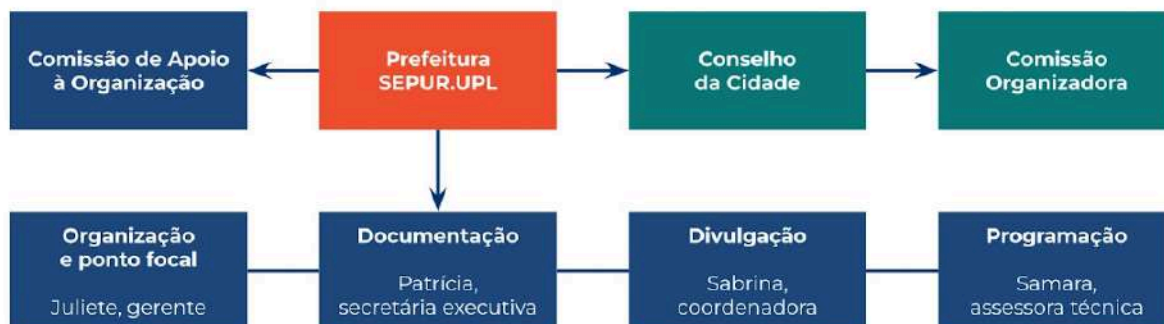 Comissão de Apoio
à Organização
Prefeitura
SEPUR.UPL
Conselho
da Cidade
Comissão
Organizadora
Organização
e ponto focal
Juliete, gerente
Documentação
Patrícia,
secretária executiva
Divulgação
Sabrina,
coordenadora
Programação
Samara,
assessora técnica